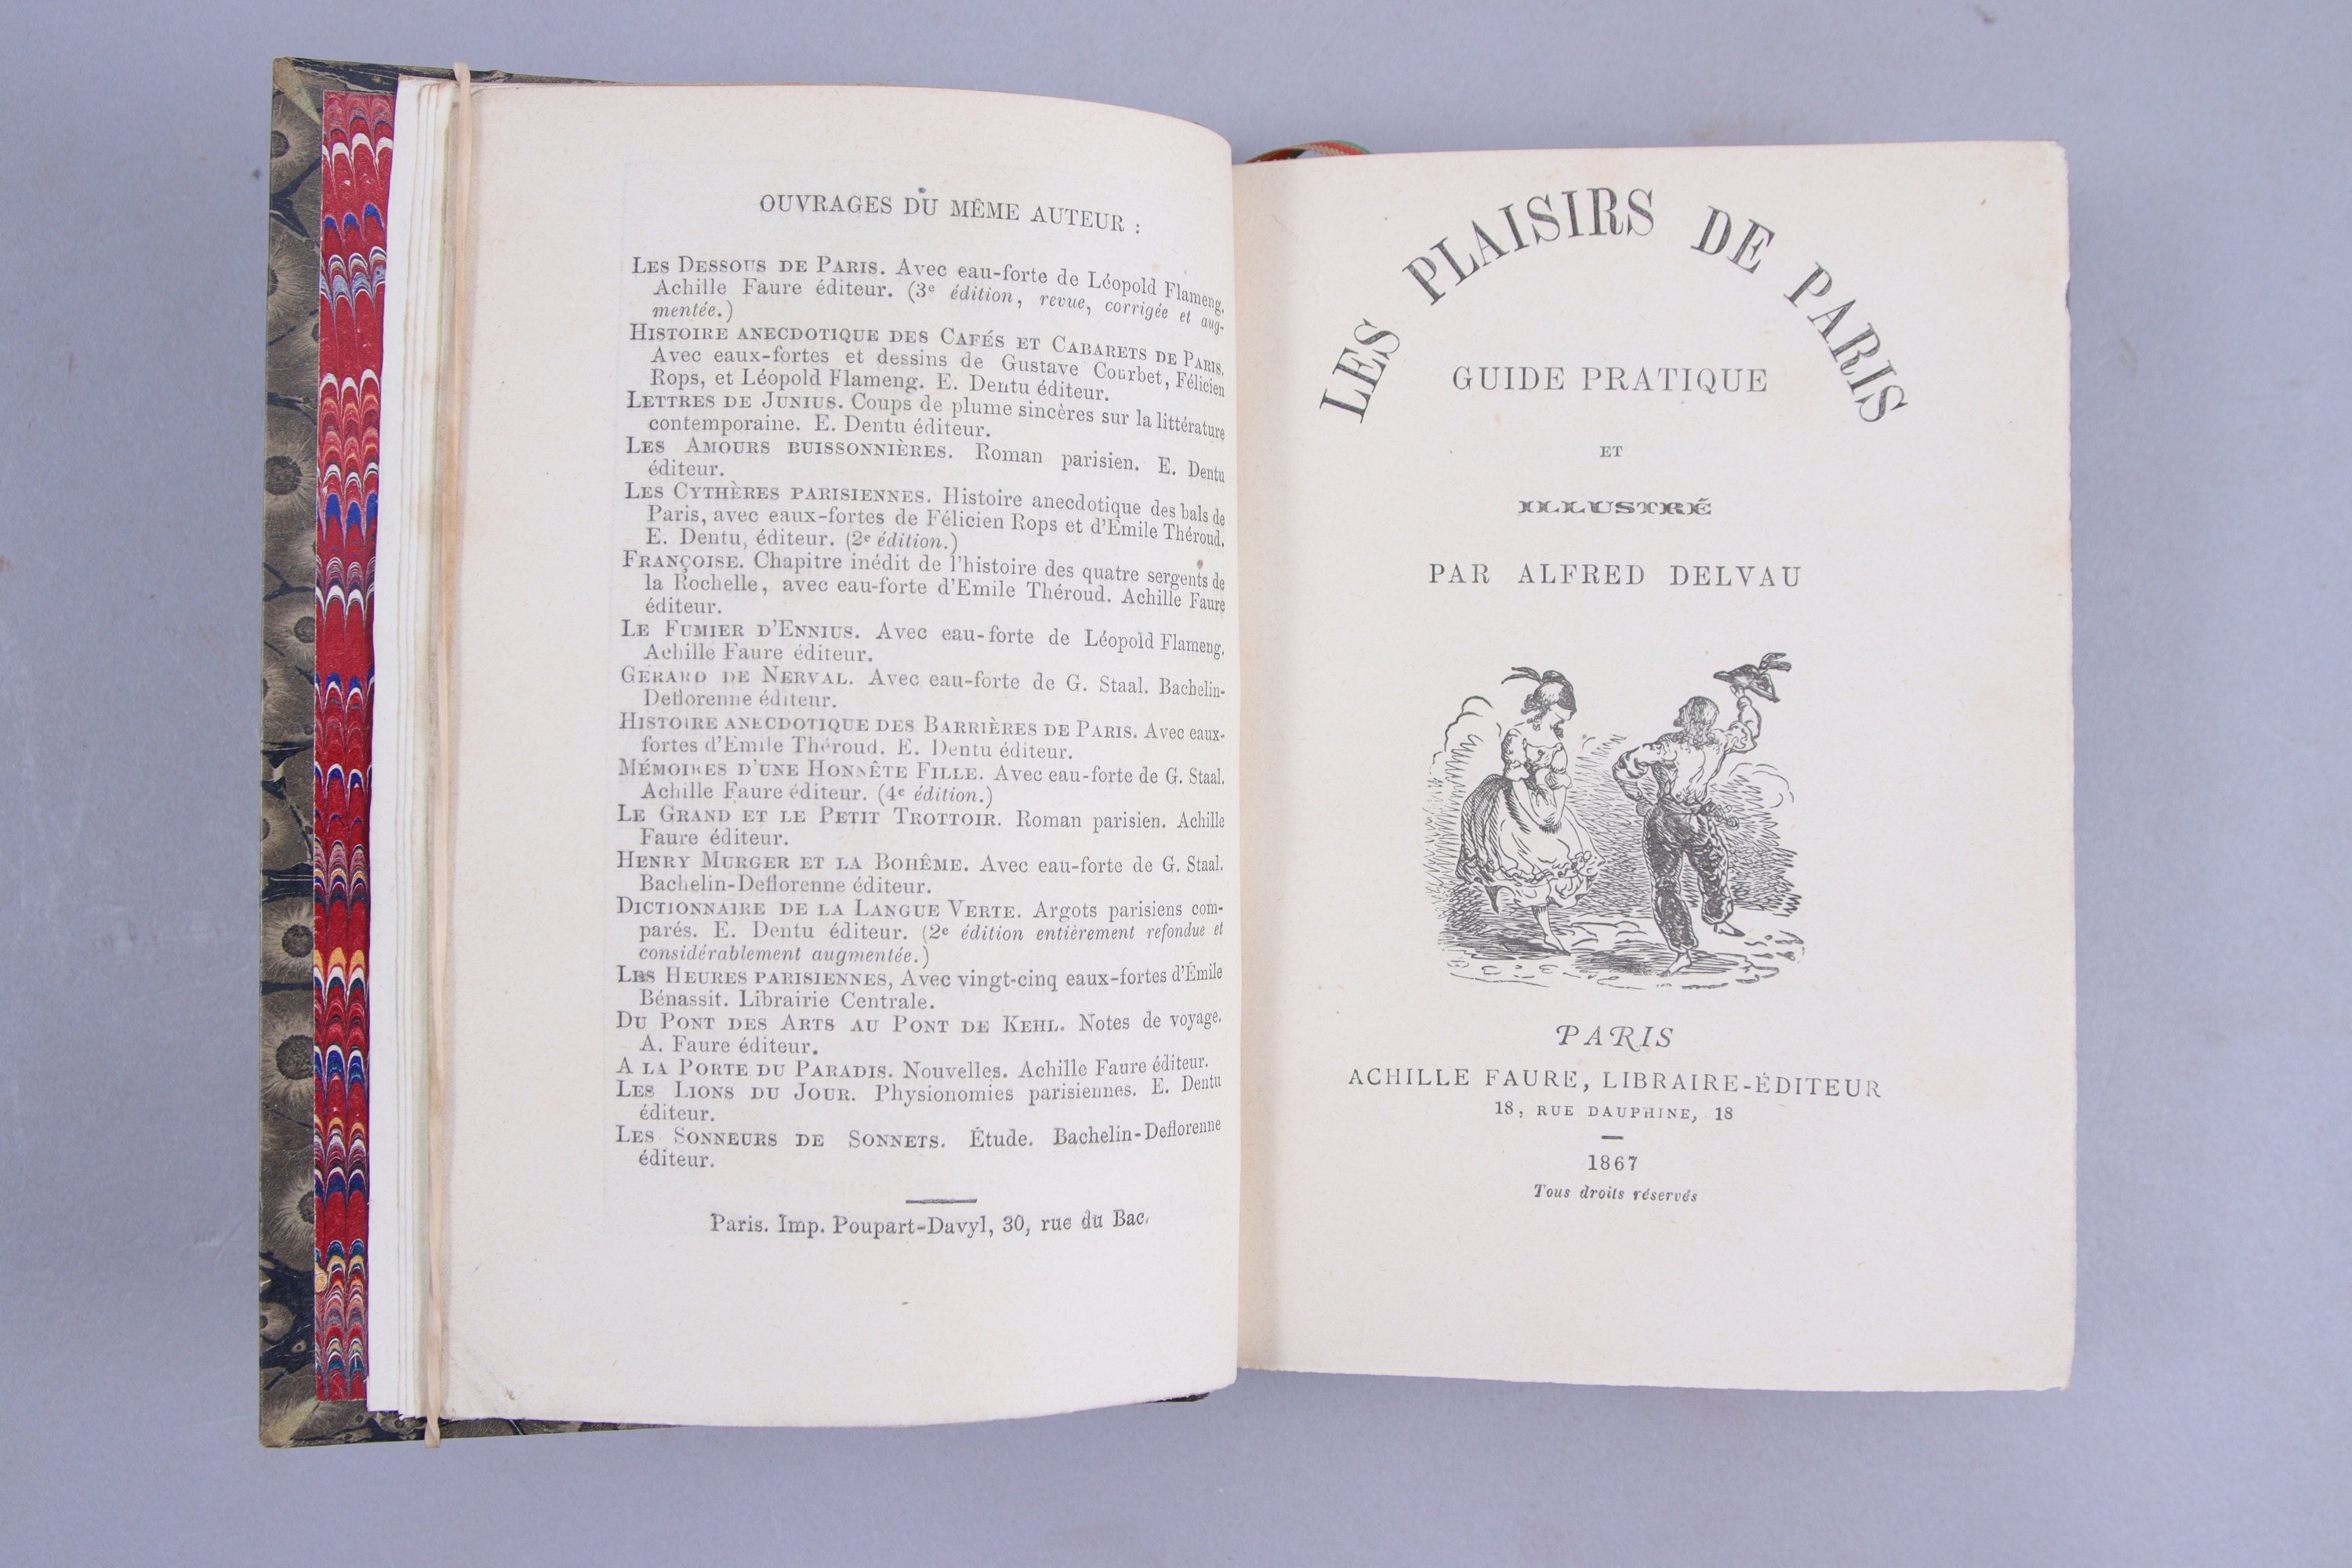 OUVRAGES DU MÊME AUTEUR :
LES DESSOUS DE PARIS. Avec eau-forte de Léopold Flameng.
Achille Faure éditeur. (3e édition, revue, corrigée et aug-
mentée.)
HISTOIRE ANECDOTIQUE DES CAFÉS ET CABARETS DE PARIS.
Avec eaux-fortes et dessins de Gustave Courbet, Félicien
Rops, et Léopold Flameng. E. Dentu éditeur.
LETTRES DE JUNIUS. Coups de plume sincères sur la littérature
contemporaine. E. Dentu éditeur.
LES AMOURS BUISSONNIÈRES. Roman parisien. E. Dentu
éditeur.
LES CYTHÈRES PARISIENNES. Histoire anecdotique des bals de
Paris, avec eaux-fortes de Félicien Rops et d'Emile Théroud.
E. Dentu, éditeur. (2e édition.)
FRANÇOISE. Chapitre inédit de l'histoire des quatre sergents de
la Rochelle, avec eau-forte d'Emile Théroud. Achille Faure
éditeur.
LE FUMIER D'ENNIUS. Avec eau-forte de Léopold Flameng.
Achille Faure éditeur.
GÉRARD DE NERVAL. Avec eau-forte de G. Staal. Bachelin-
Deflorenne éditeur.
HISTOIRE ANECDOTIQUE DES BARRIÈRES DE PARIS. Avec eaux-
fortes d'Emile Théroud. E. Dentu éditeur.
MÉMOIRES D'UNE HONNÊTE FILLE. Avec eau-forte de G. Staal.
Achille Faure éditeur. (4e édition.)
LE GRAND ET LE PETIT TROTTOIR. Roman parisien. Achille
Faure éditeur.
HENRY MURGER ET LA BOHÊME. Avec eau-forte de G. Staal.
Bachelin-Deflorenne éditeur.
DICTIONNAIRE DE LA LANGUE VERTE. Argots parisiens com-
parés. E. Dentu éditeur. (2e édition entièrement refondue et
considérablement augmentée.)
LES HEURES PARISIENNES, Avec vingt-cinq eaux-fortes d'Émile
Bénassit. Librairie Centrale.
DU PONT DES ARTS AU PONT DE KEHL. Notes de voyage.
A. Faure éditeur.
A LA PORTE DU PARADIS. Nouvelles. Achille Faure éditeur.
LES LIONS DU JOUR. Physionomies parisiennes. E. Dentu
éditeur.
LES SONNEURS DE SONNETS. Étude. Bachelin-Deflorenne
éditeur.
Paris. Imp. Poupart-Davyl, 30, rue du Bac.
LES PLAISIRS DE PARIS
GUIDE PRATIQUE
ET
ILLUSTRÉ
PAR ALFRED DELVAU
PARIS
ACHILLE FAURE, LIBRAIRE-ÉDITEUR
18, RUE DAUPHINE, 18
1867
Tous droits réservés